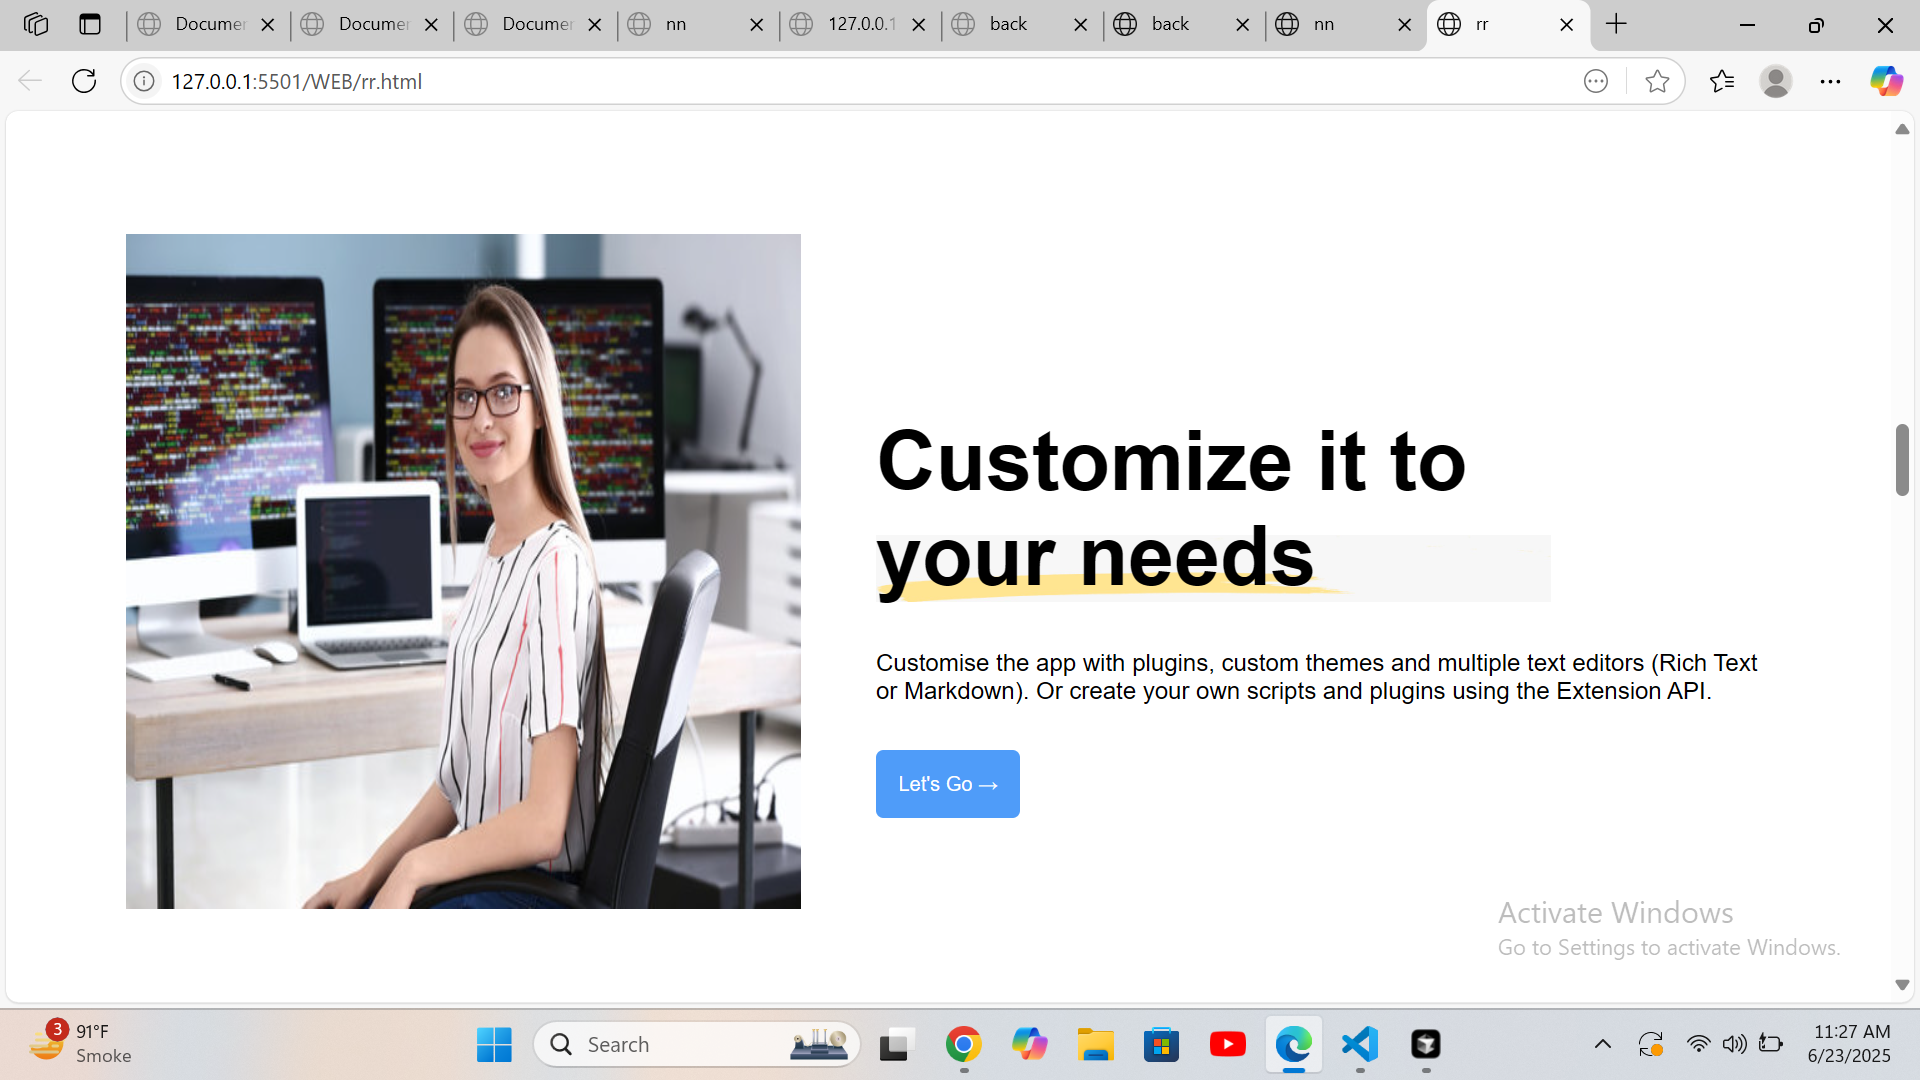 Documen
Documen
Documen
nn
127.0.0.1
back
back
nn
rr
127.0.0.1:5501/WEB/rr.html
Customize it to
your needs
Customise the app with plugins, custom themes and multiple text editors (Rich Text
or Markdown). Or create your own scripts and plugins using the Extension API.
Let's Go →
Activate Windows
Go to Settings to activate Windows.
3
91°F
Smoke
Search
11:27 AM
6/23/2025